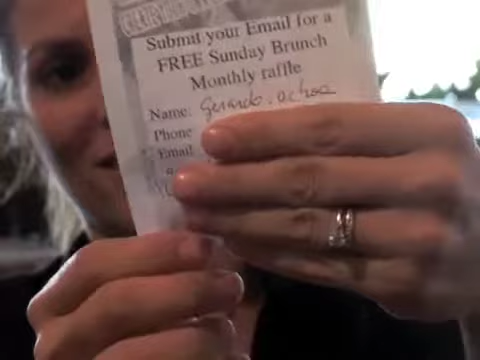 Submit your Email for a
FREE Sunday Brunch
Monthly raffle
Name: Gerardo. ochoa
Phone
Email